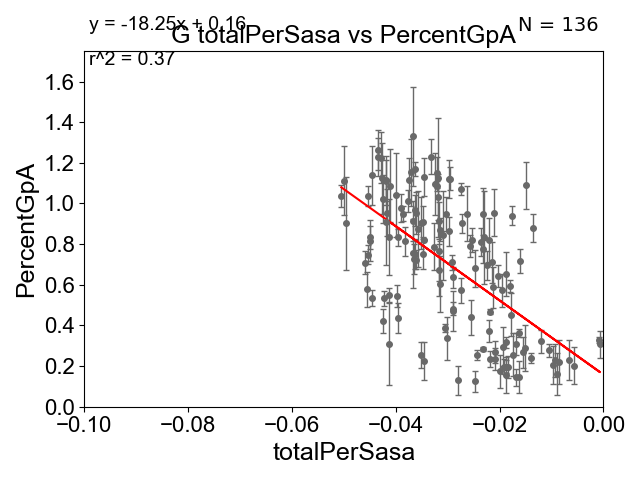 y = -18.25x + 0.16
N = 136
G totalPerSasa vs PercentGpA
r^2 = 0.37
PercentGpA
1.6
1.4
1.2
1.0
0.8
0.6
0.4
0.2
0.0
−0.10 −0.08 −0.06 −0.04 −0.02 0.00
totalPerSasa